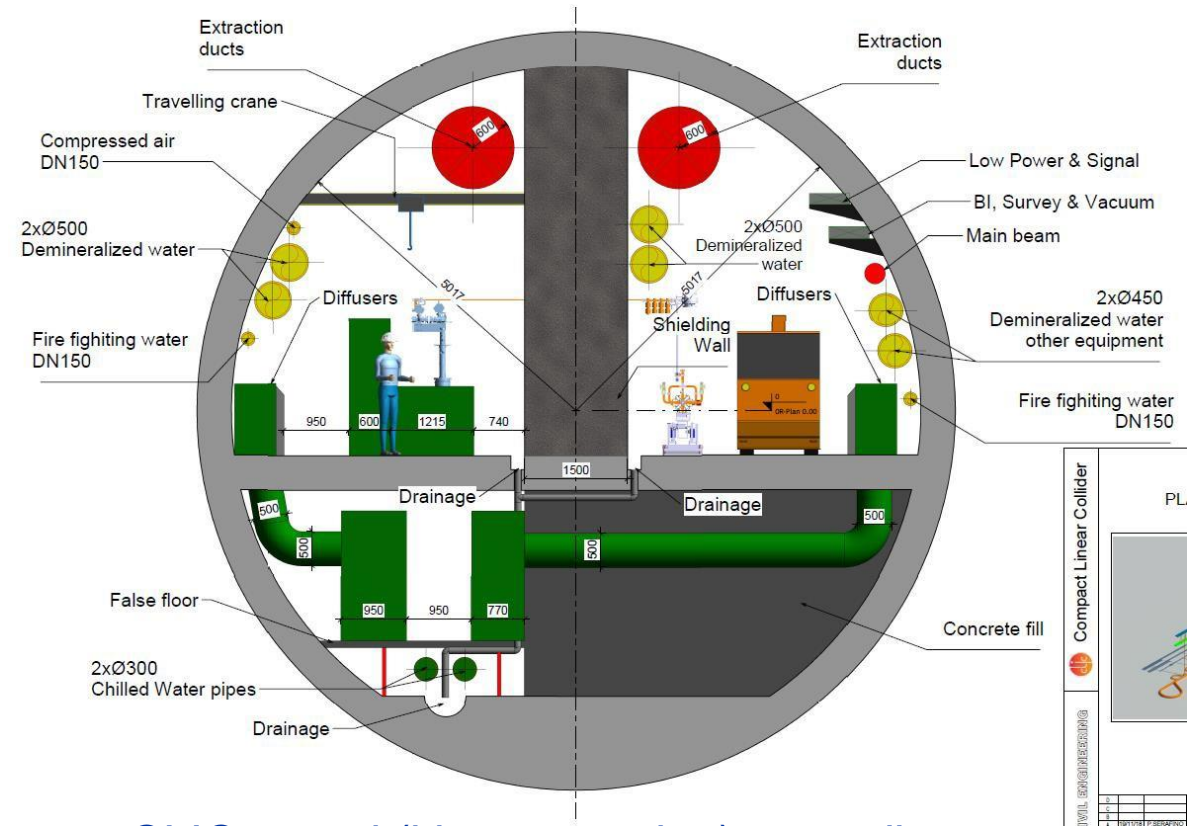 Extraction
ducts
Extraction
ducts
Travelling crane
Compressed air
DN150
600
600
Low Power & Signal
BI, Survey & Vacuum
Main beam
2xØ500
Demineralized water
2xØ500
Demineralized
water
5017
5017
Diffusers
Diffusers
2xØ450
Demineralized water
other equipment
Shielding
Wall
Fire fighiting water
DN150
Fire fighiting water
DN150
0
950
600
1215
740
1500
Drainage
Drainage
500
500
500
500
False floor
950
950
770
Concrete fill
2xØ300
Chilled Water pipes
Drainage
Compact Linear Collider
CIVIL ENGINEERING
D
C
B
A